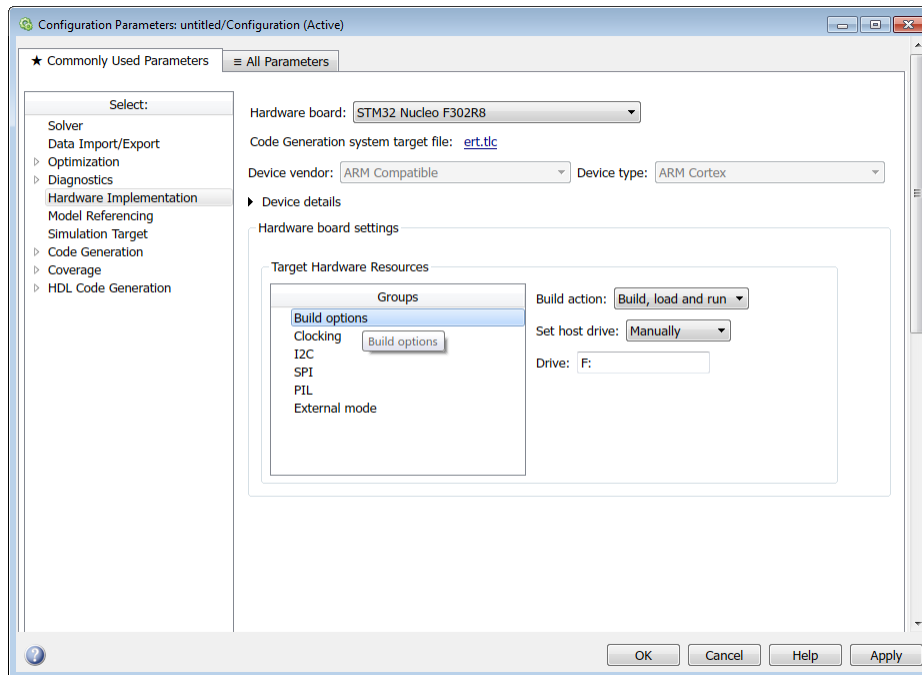 Configuration Parameters: untitled/Configuration (Active)
★ Commonly Used Parameters
≡ All Parameters
Select:
Solver
Data Import/Export
Optimization
Diagnostics
Hardware Implementation
Model Referencing
Simulation Target
Code Generation
Coverage
HDL Code Generation
Hardware board: STM32 Nucleo F302R8
Code Generation system target file: ert.tlc
Device vendor: ARM Compatible Device type: ARM Cortex
Device details
Hardware board settings
Target Hardware Resources
Groups
Build options
Clocking
Build options
I2C
SPI
PIL
External mode
Build action: Build, load and run
Set host drive: Manually
Drive: F:
OK Cancel Help Apply